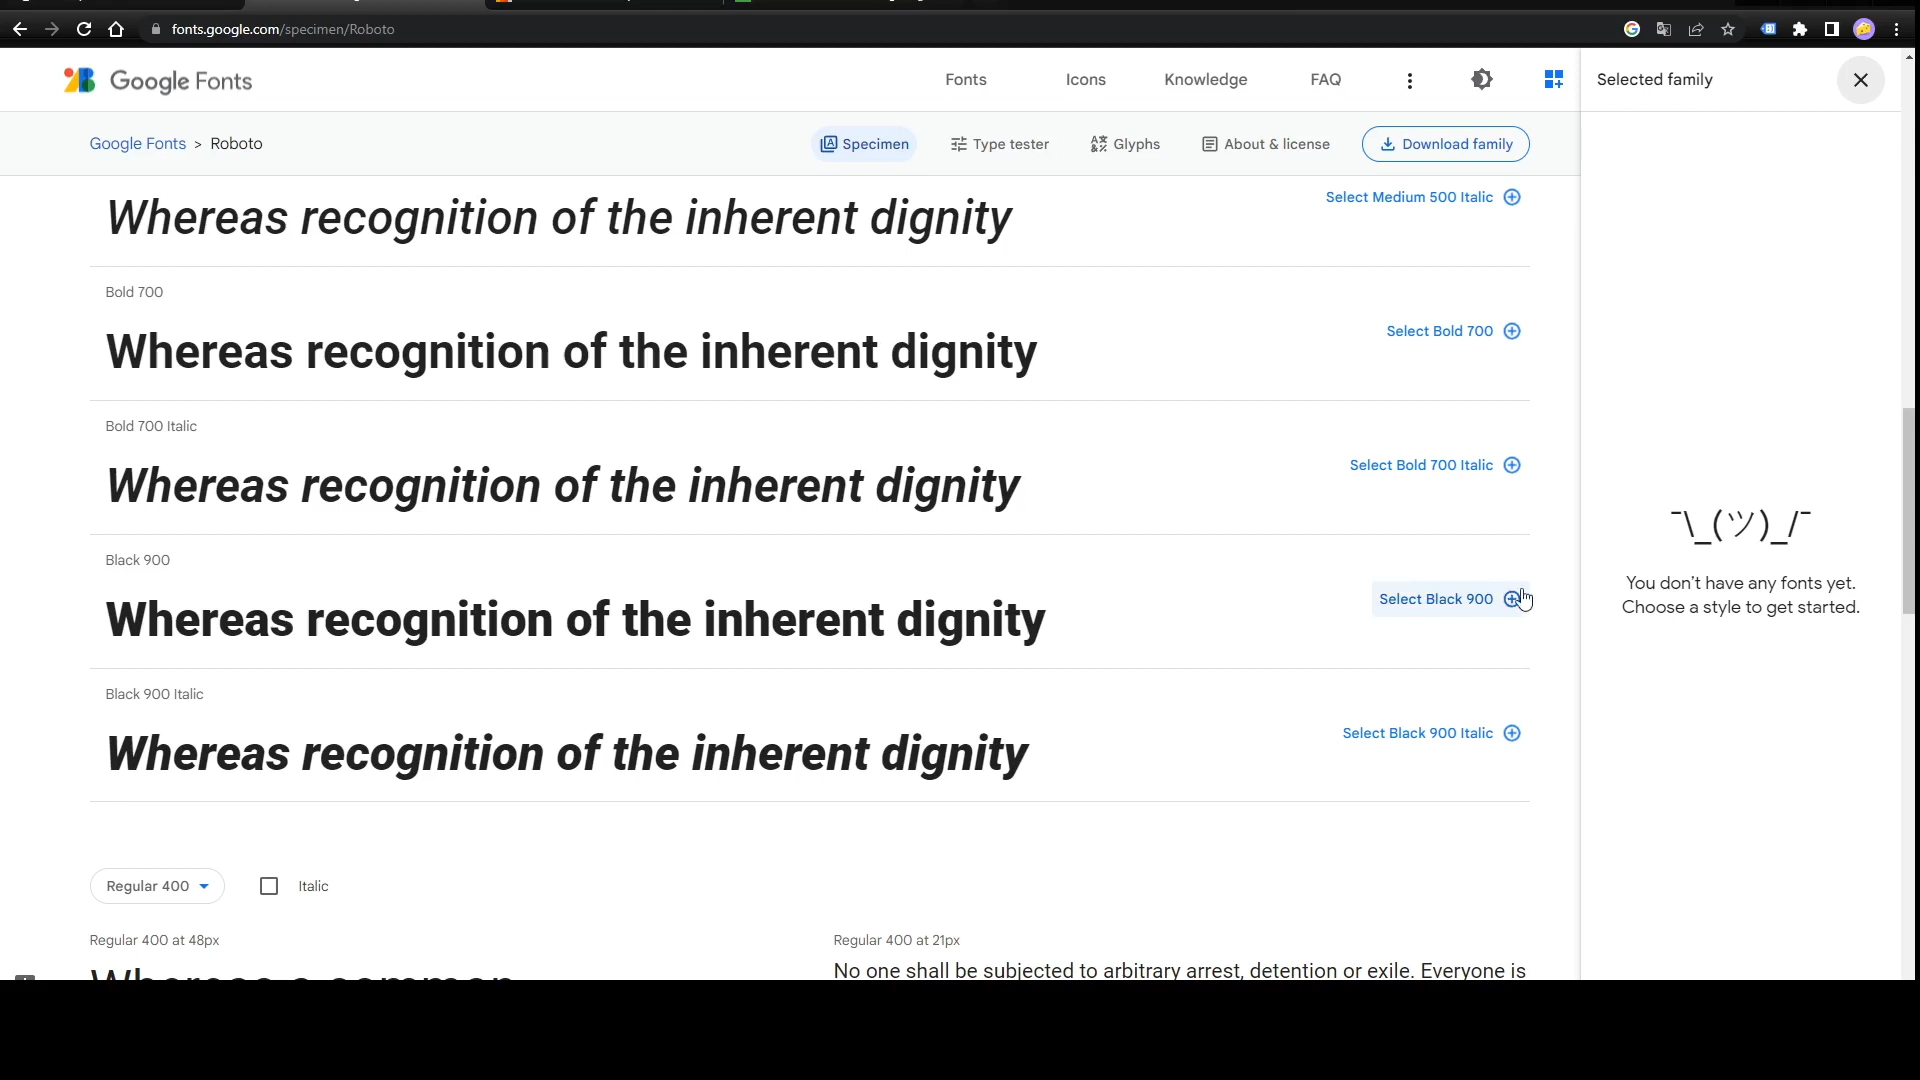 fonts.google.com/specimen/Roboto
Google Fonts
Fonts
Icons
Knowledge
FAQ
Selected family
Google Fonts > Roboto
Specimen
Type tester
Glyphs
About & license
Download family
Whereas recognition of the inherent dignity
Select Medium 500 Italic
Bold 700
Whereas recognition of the inherent dignity
Select Bold 700
Bold 700 Italic
Whereas recognition of the inherent dignity
Select Bold 700 Italic
Black 900
Whereas recognition of the inherent dignity
Select Black 900
Black 900 Italic
Whereas recognition of the inherent dignity
Select Black 900 Italic
¯\_(ツ)_/¯
You don't have any fonts yet.
Choose a style to get started.
Regular 400
Italic
Regular 400 at 48px
Whereas a common
Regular 400 at 21px
No one shall be subjected to arbitrary arrest, detention or exile. Everyone is